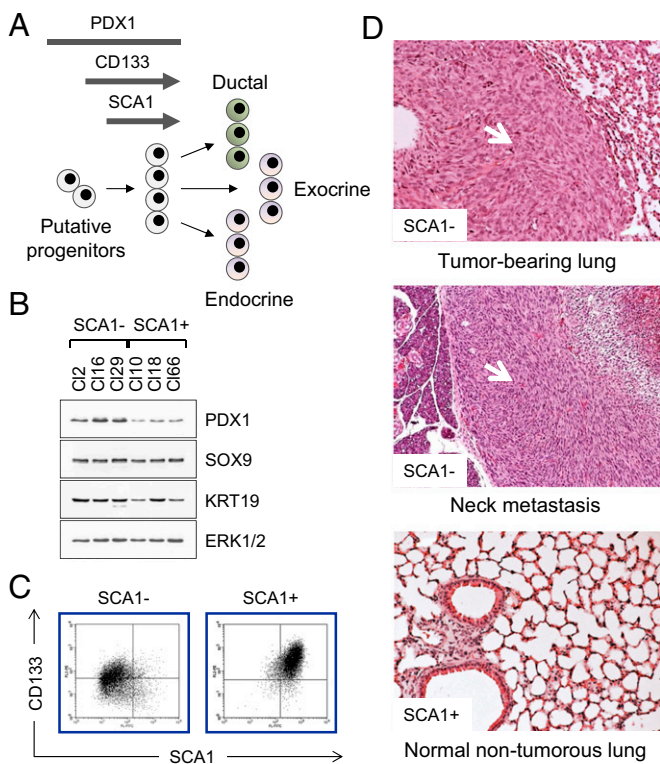 A
PDX1
CD133
SCA1
Ductal
Exocrine
Putative
progenitors
Endocrine
B
SCA1- SCA1+
Cl2 Cl16 Cl29 Cl10 Cl18 Cl66
PDX1
SOX9
KRT19
ERK1/2
C
SCA1- SCA1+
CD133
SCA1
D
SCA1-
Tumor-bearing lung
SCA1-
Neck metastasis
SCA1+
Normal non-tumorous lung